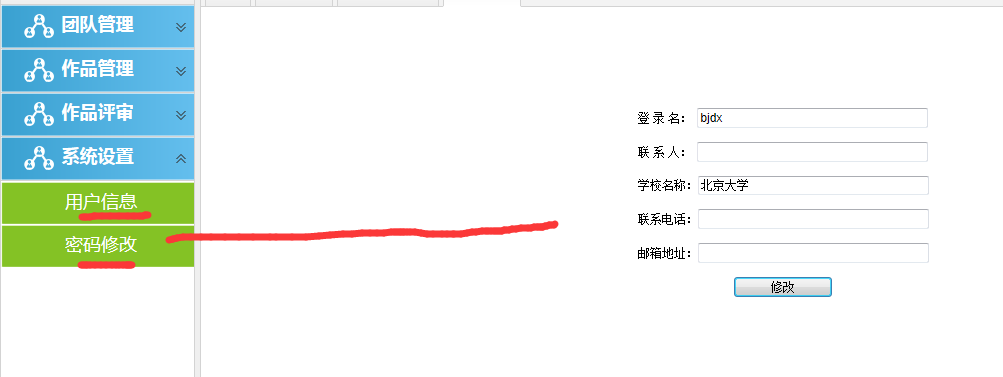 团队管理
作品管理
作品评审
系统设置
用户信息
密码修改
登 录 名： bjdx
联 系 人：
学校名称： 北京大学
联系电话：
邮箱地址：
修改